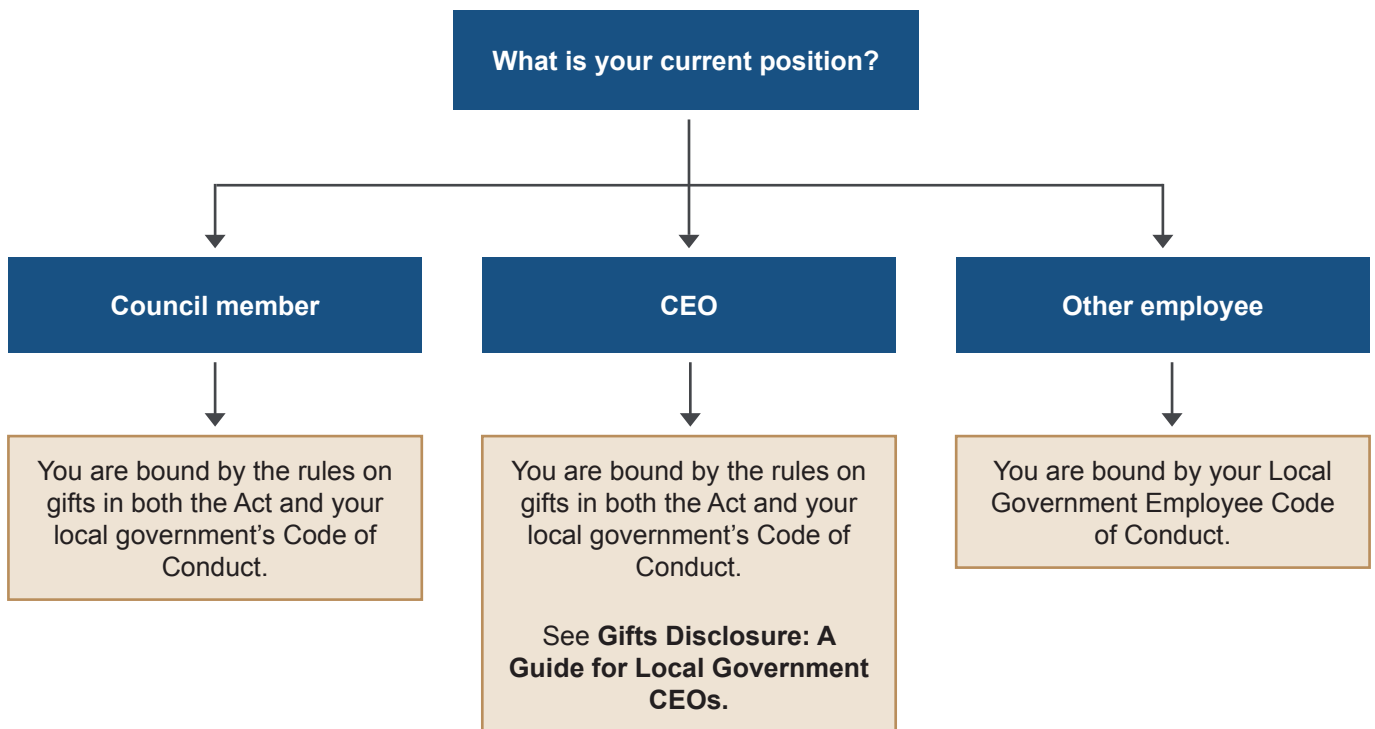 What is your current position?
Council member
CEO
Other employee
You are bound by the rules on
gifts in both the Act and your
local government’s Code of
Conduct.
You are bound by the rules on
gifts in both the Act and your
local government’s Code of
Conduct.
See Gifts Disclosure: A
Guide for Local Government
CEOs.
You are bound by your Local
Government Employee Code
of Conduct.